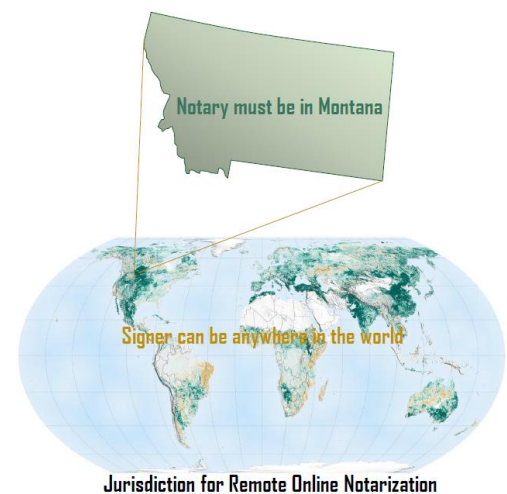 Notary must be in Montana
Signer can be anywhere in the world
Jurisdiction for Remote Online Notarization